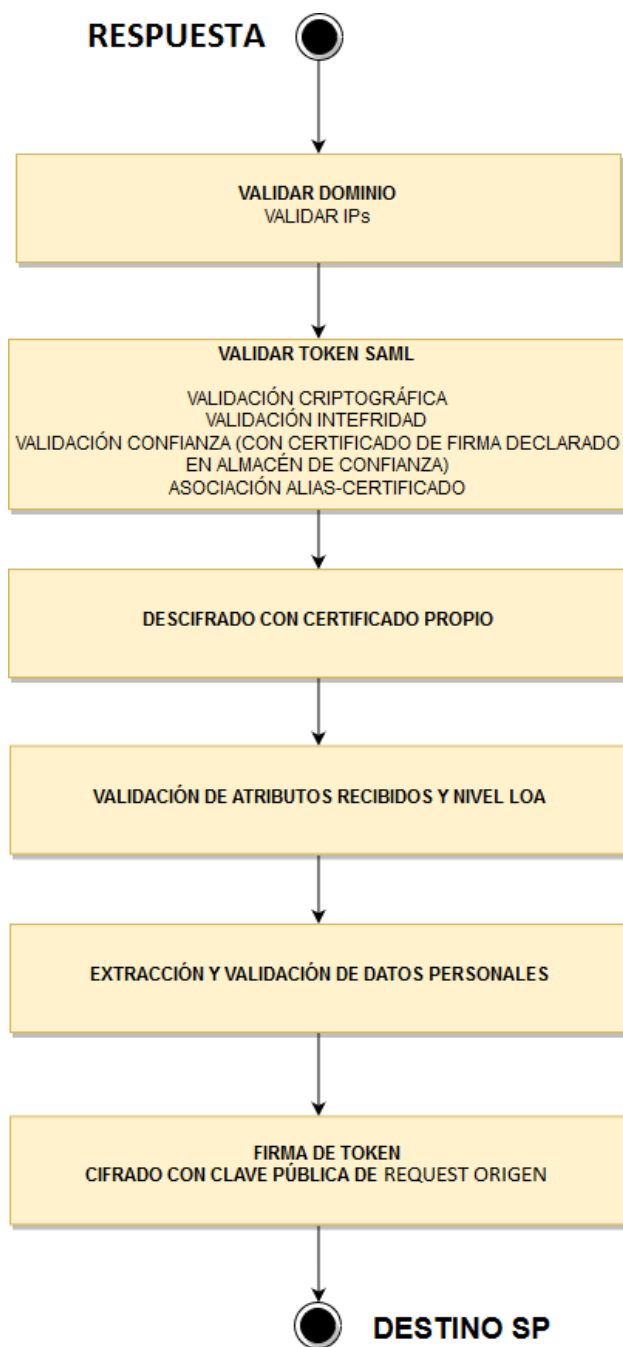 RESPUESTA
VALIDAR DOMINIO
VALIDAR IPs
VALIDAR TOKEN SAML
VALIDACIÓN CRIPTOGRÁFICA
VALIDACIÓN INTEFRIDAD
VALIDACIÓN CONFIANZA (CON CERTIFICADO DE FIRMA DECLARADO
EN ALMACÉN DE CONFIANZA)
ASOCIACIÓN ALIAS-CERTIFICADO
DESCIFRADO CON CERTIFICADO PROPIO
VALIDACIÓN DE ATRIBUTOS RECIBIDOS Y NIVEL LOA
EXTRACCIÓN Y VALIDACIÓN DE DATOS PERSONALES
FIRMA DE TOKEN
CIFRADO CON CLAVE PÚBLICA DE REQUEST ORIGEN
DESTINO SP